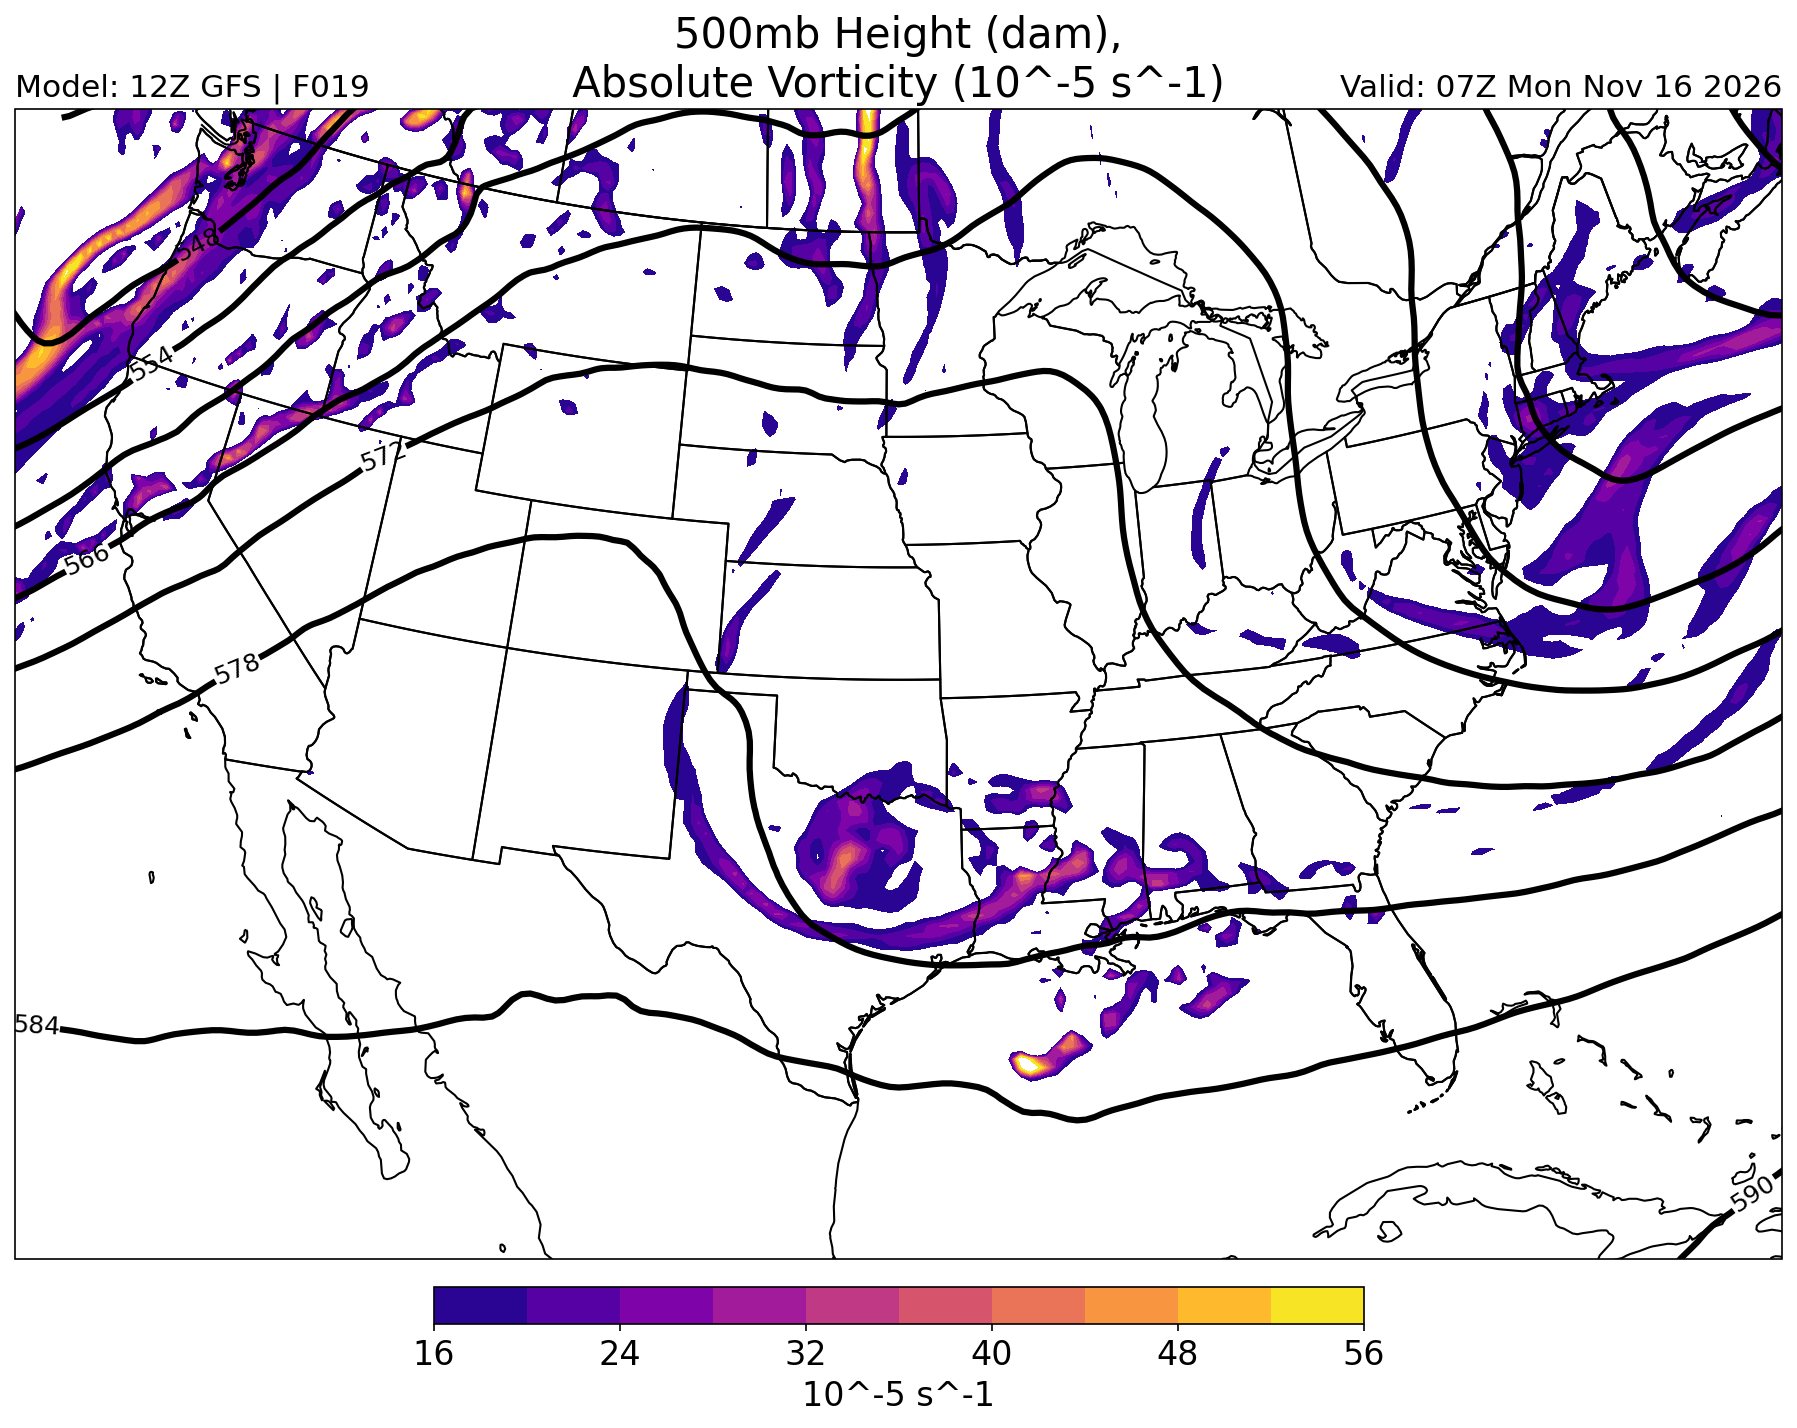 500mb Height (dam),
Model: 12Z GFS | F019
Absolute Vorticity (10^-5 s^-1)
Valid: 07Z Mon Nov 16 2026
548
554
572
566
578
584
590
16 24 32 40 48 56
10^-5 s^-1